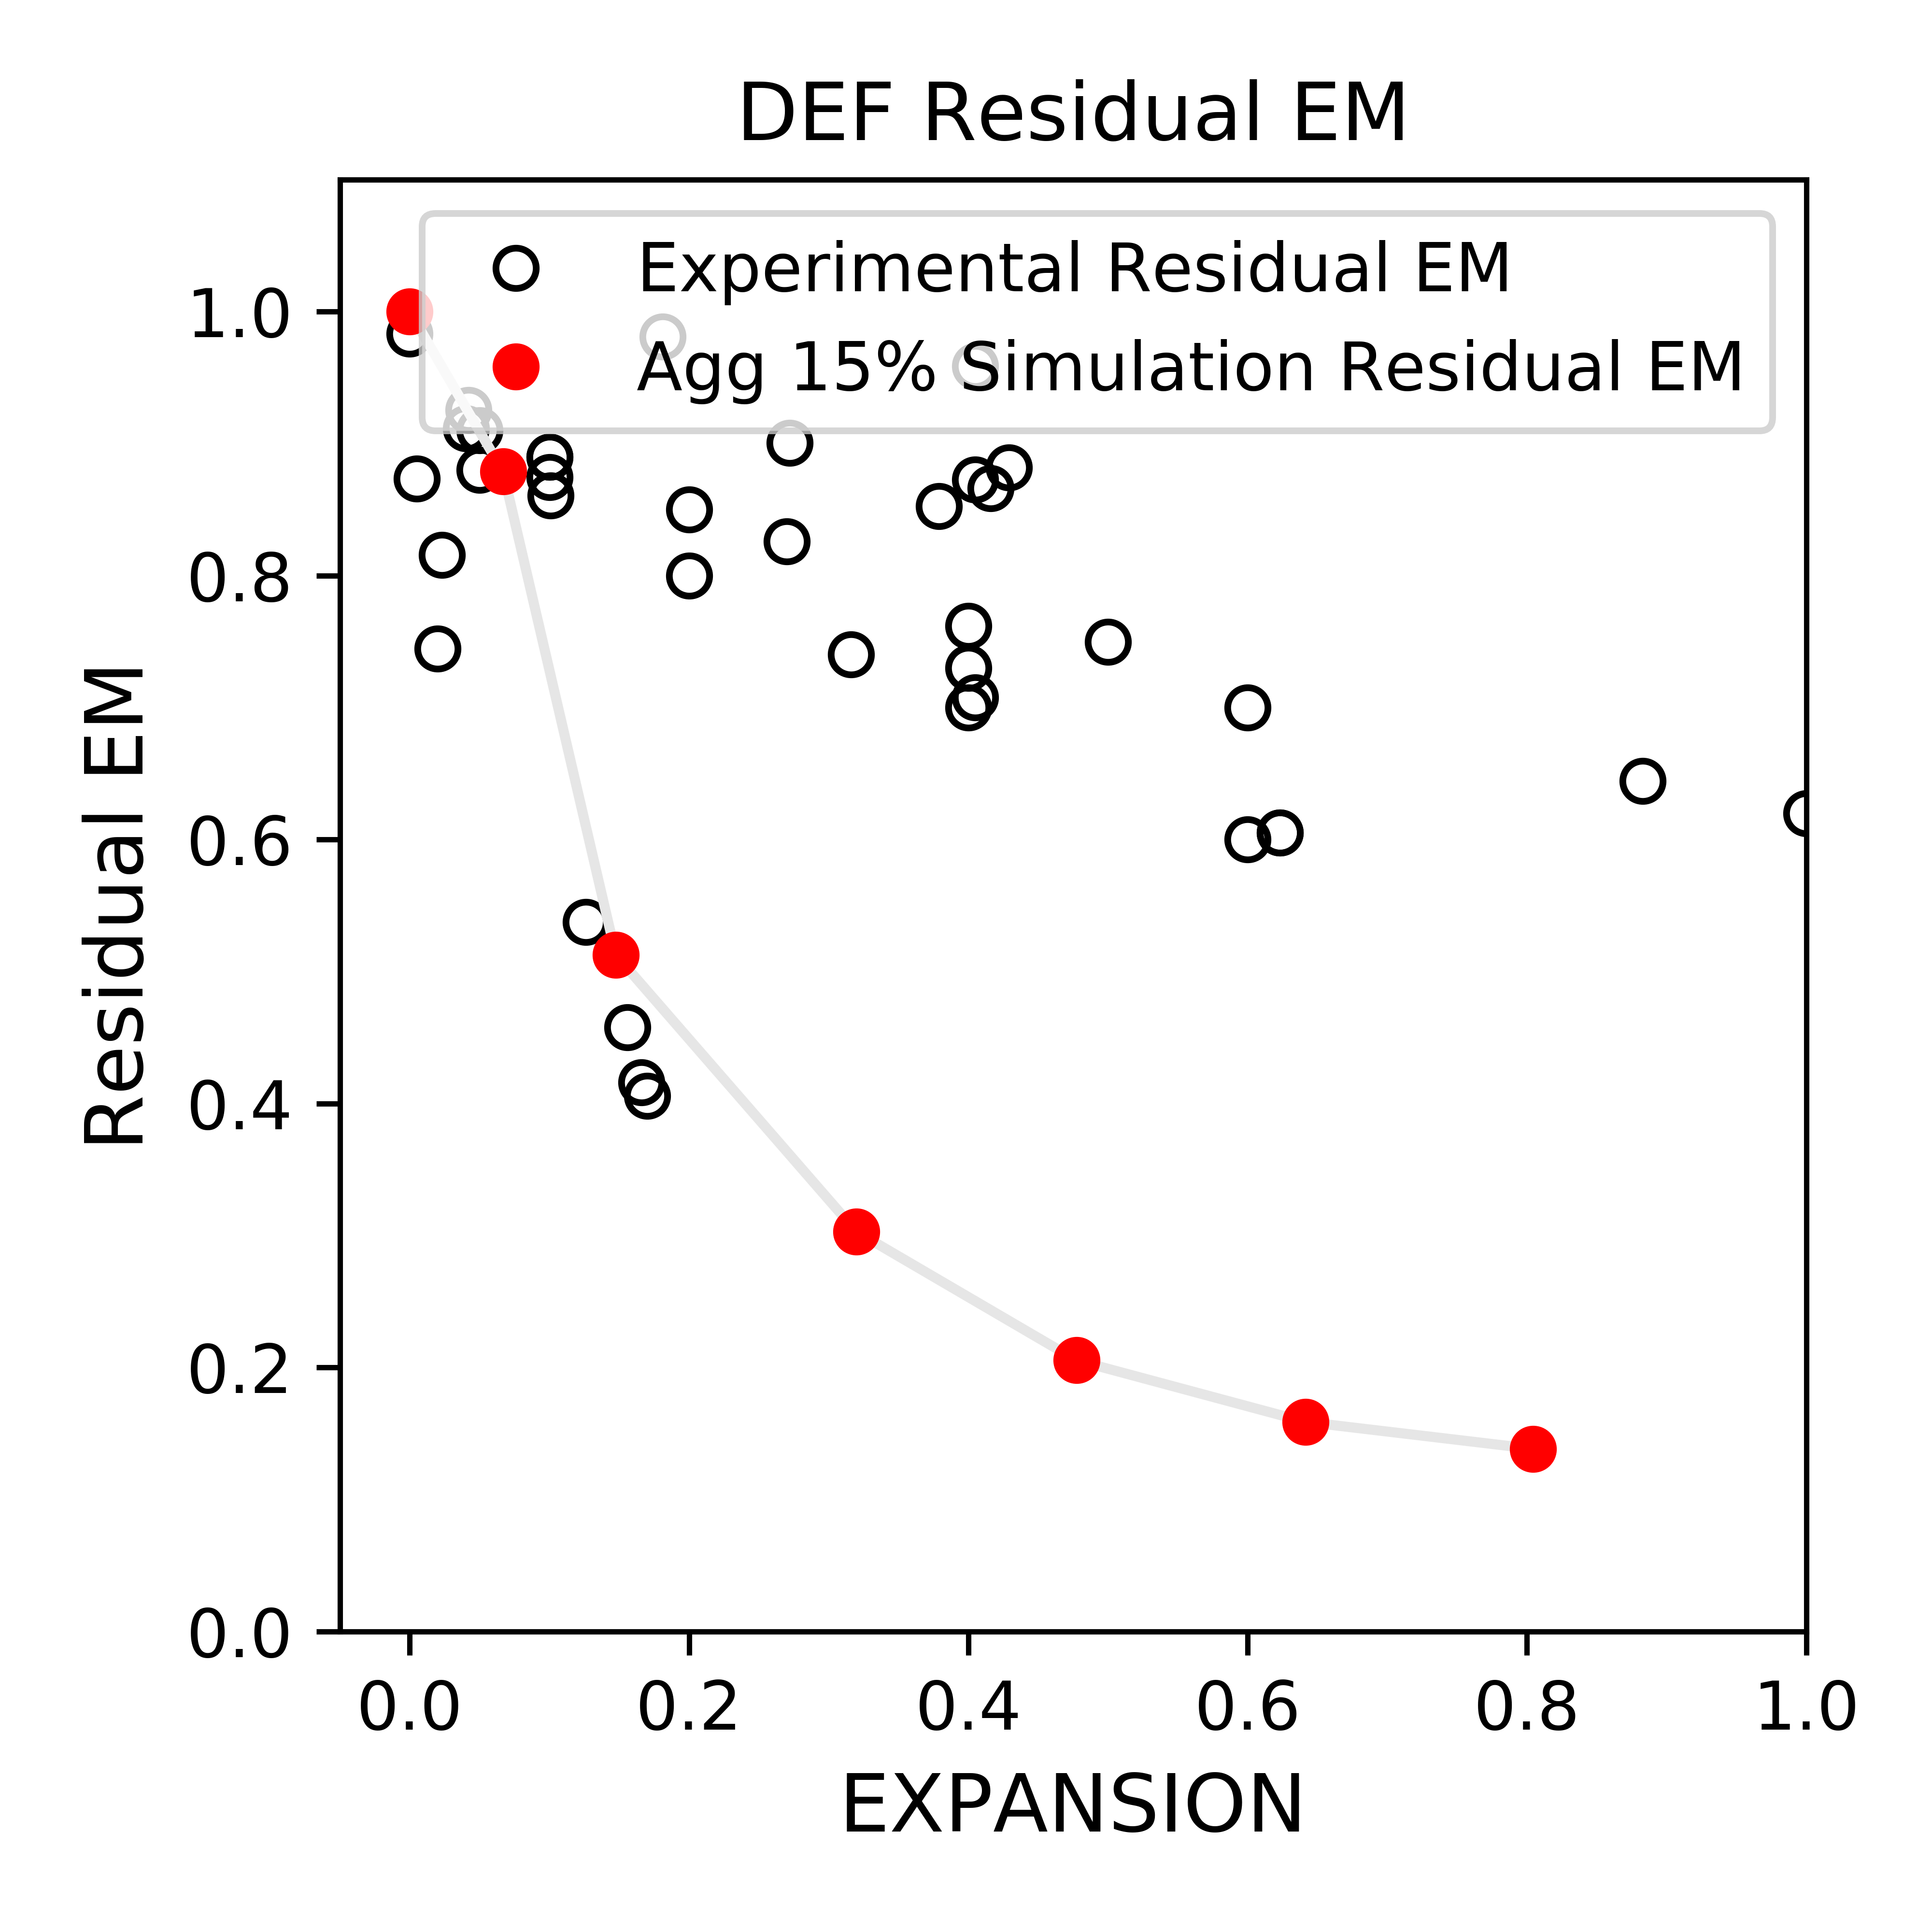 DEF Residual EM
Experimental Residual EM
Agg 15% Simulation Residual EM
1.0
0.8
0.6
0.4
0.2
0.0
Residual EM
0.0 0.2 0.4 0.6 0.8 1.0
EXPANSION